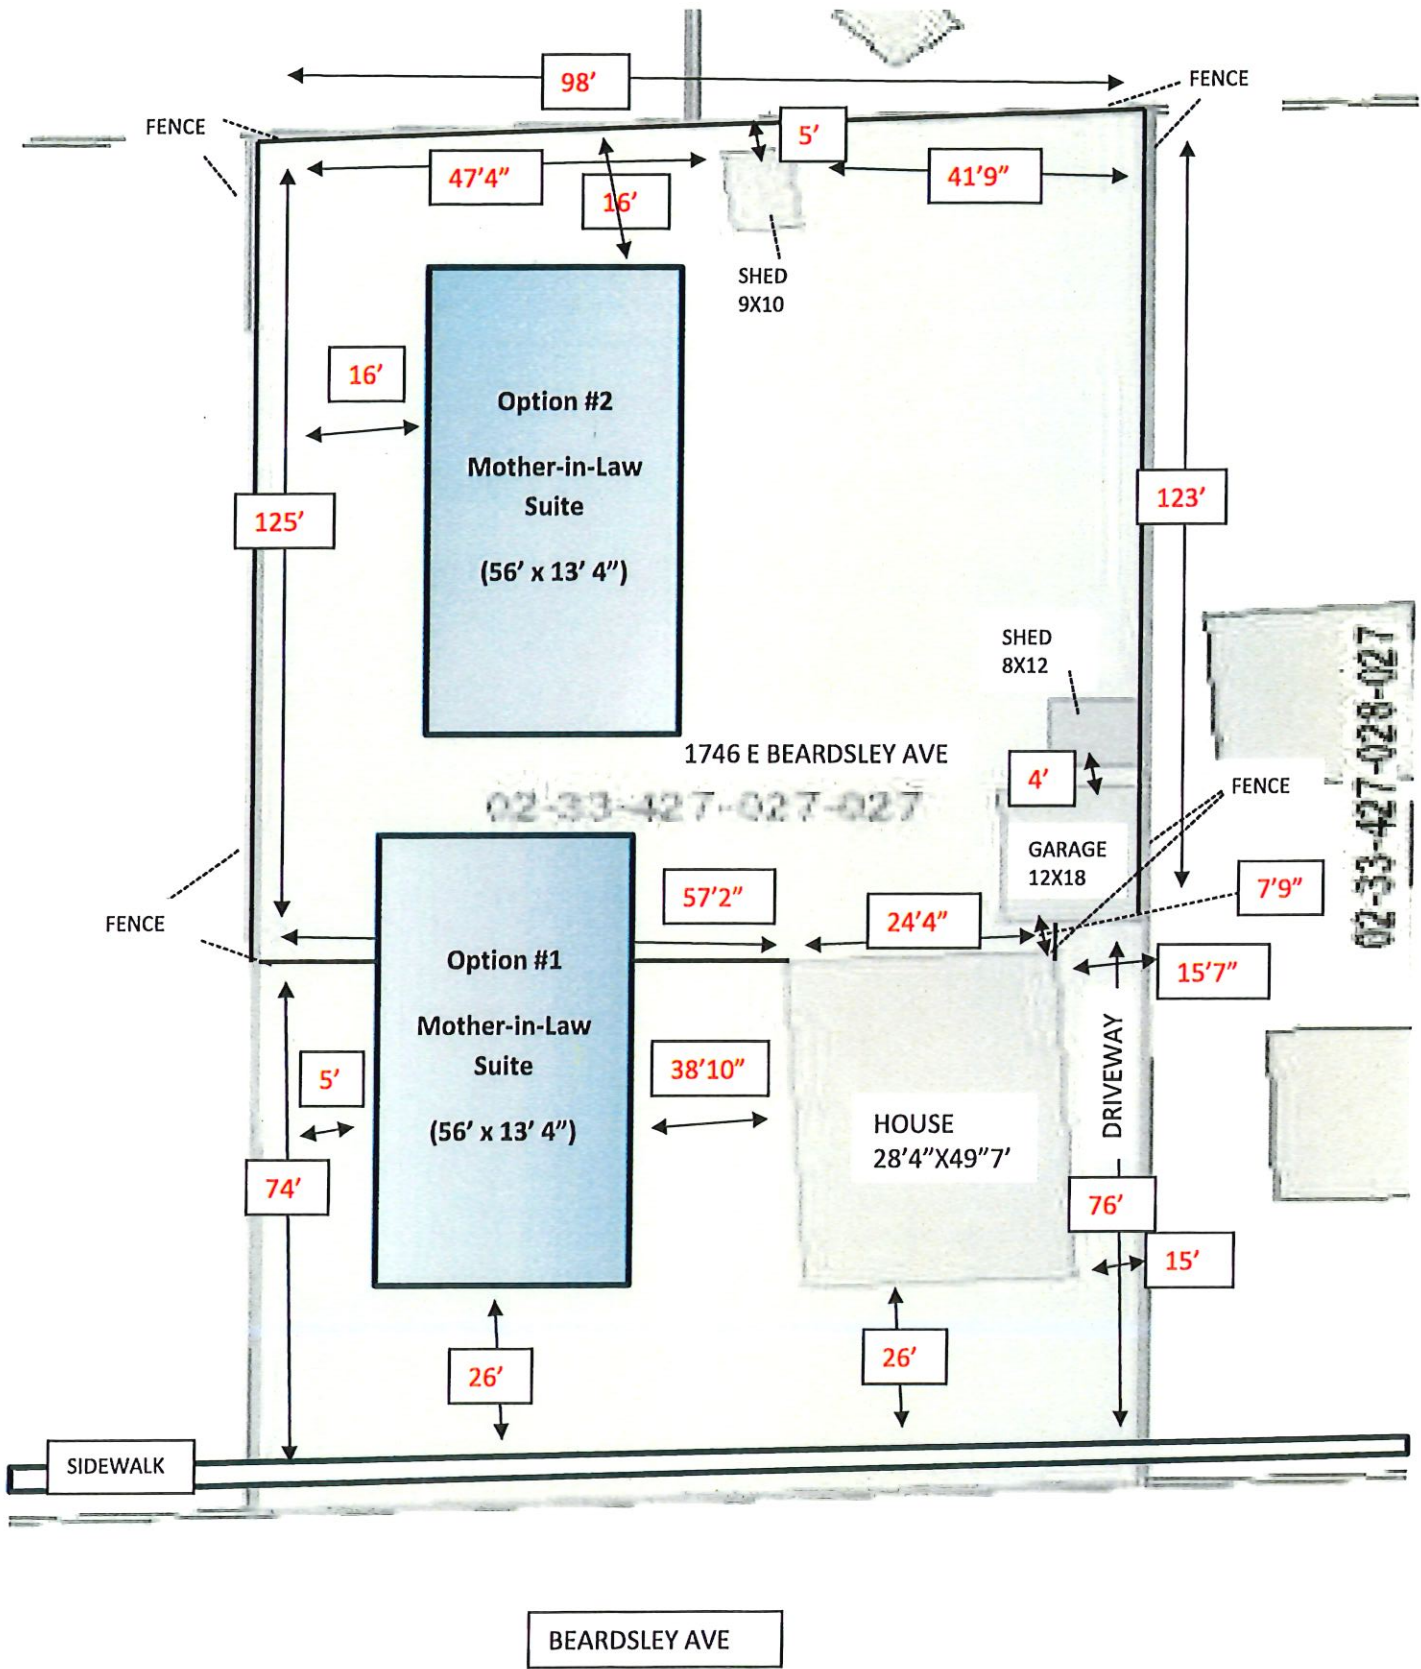 98'
FENCE
FENCE
5'
47'4"
41'9"
16'
SHED
9X10
16'
Option #2
Mother-in-Law
Suite
(56' x 13' 4")
125'
123'
SHED
8X12
1746 E BEARDSLEY AVE
02-33-427-027-027
02-33-427-028-027
4'
FENCE
GARAGE
12X18
57'2"
7'9"
24'4"
FENCE
Option #1
Mother-in-Law
Suite
(56' x 13' 4")
15'7"
5'
38'10"
DRIVEWAY
HOUSE
28'4"X49"7'
74'
76'
15'
26'
26'
SIDEWALK
BEARDSLEY AVE